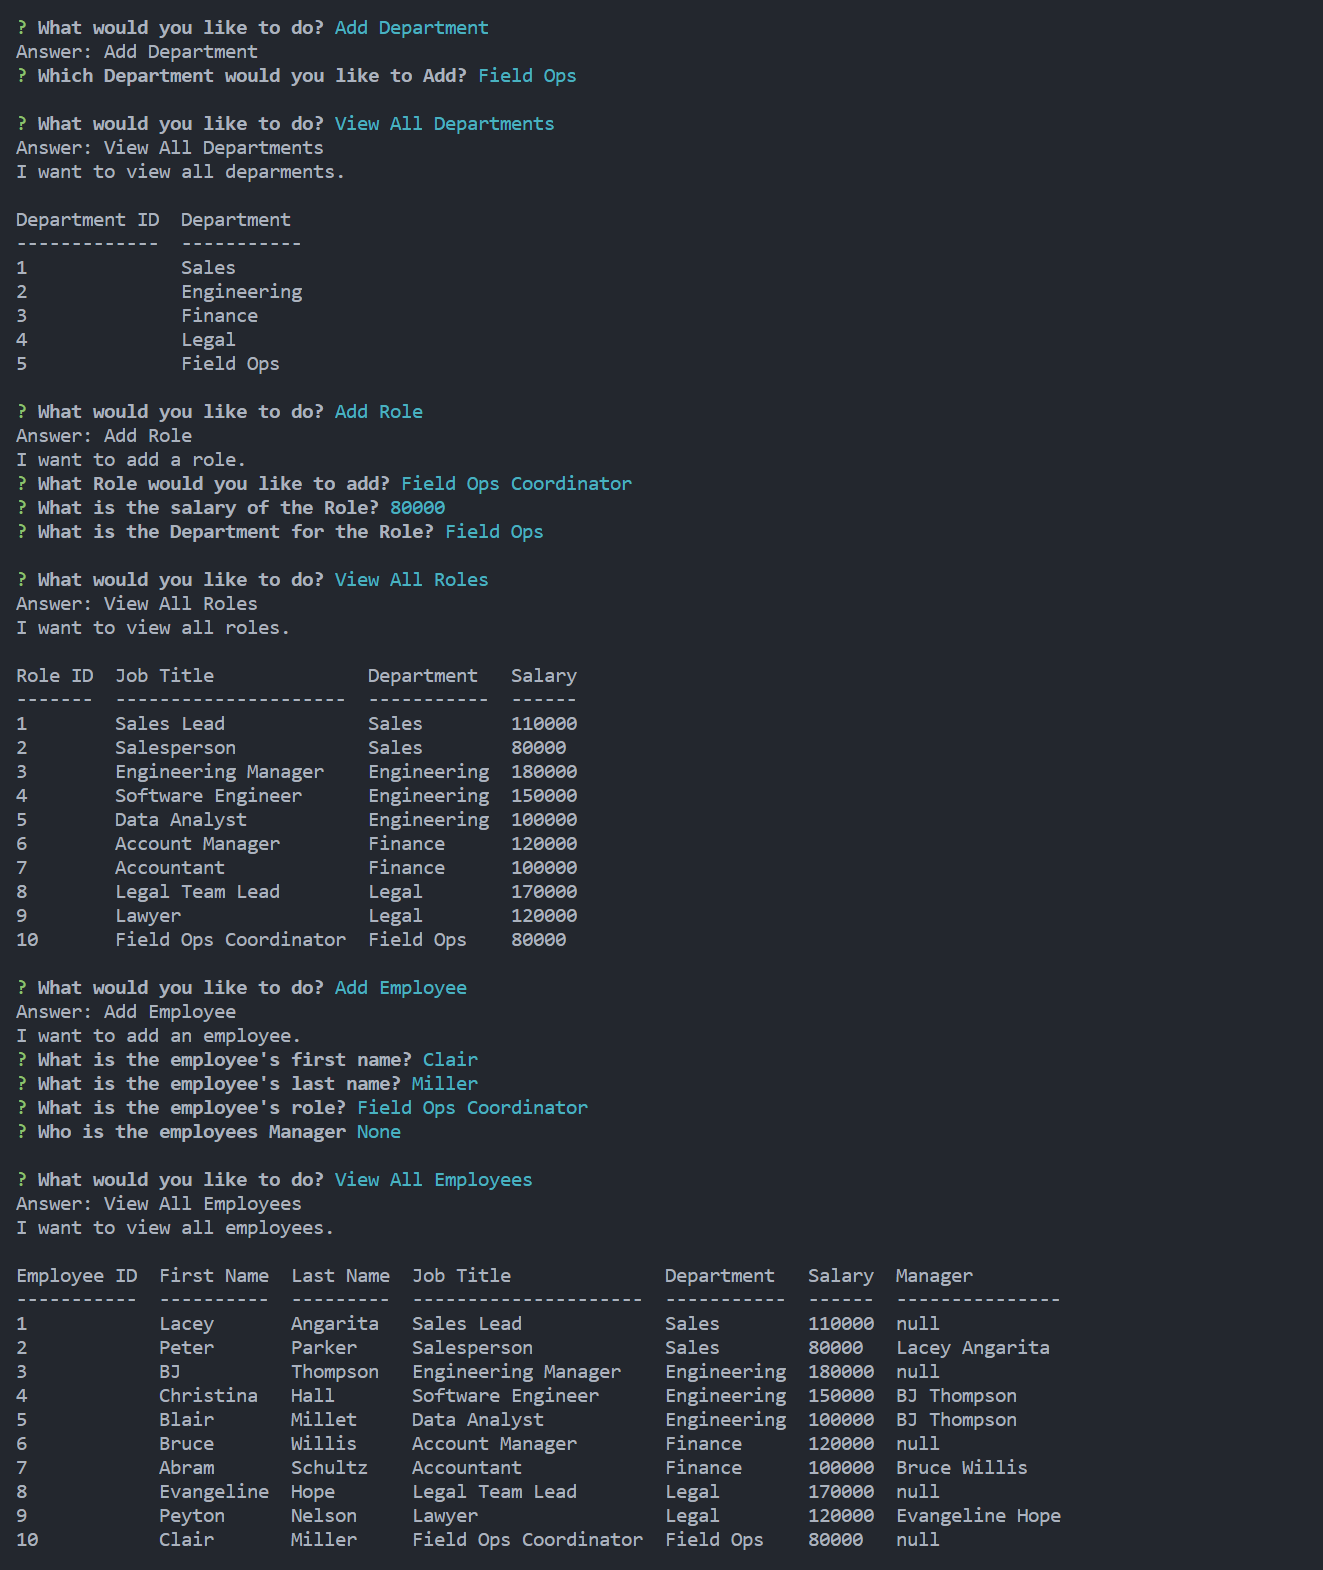 ? What would you like to do? Add Department
Answer: Add Department
? Which Department would you like to Add? Field Ops

? What would you like to do? View All Departments
Answer: View All Departments
I want to view all deparments.

Department ID  Department
-------------  -----------
1              Sales
2              Engineering
3              Finance
4              Legal
5              Field Ops

? What would you like to do? Add Role
Answer: Add Role
I want to add a role.
? What Role would you like to add? Field Ops Coordinator
? What is the salary of the Role? 80000
? What is the Department for the Role? Field Ops

? What would you like to do? View All Roles
Answer: View All Roles
I want to view all roles.

Role ID  Job Title              Department   Salary
-------  ---------------------  -----------  ------
1        Sales Lead             Sales        110000
2        Salesperson            Sales        80000
3        Engineering Manager    Engineering  180000
4        Software Engineer      Engineering  150000
5        Data Analyst           Engineering  100000
6        Account Manager        Finance      120000
7        Accountant             Finance      100000
8        Legal Team Lead        Legal        170000
9        Lawyer                 Legal        120000
10       Field Ops Coordinator  Field Ops    80000

? What would you like to do? Add Employee
Answer: Add Employee
I want to add an employee.
? What is the employee's first name? Clair
? What is the employee's last name? Miller
? What is the employee's role? Field Ops Coordinator
? Who is the employees Manager None

? What would you like to do? View All Employees
Answer: View All Employees
I want to view all employees.

Employee ID  First Name  Last Name  Job Title              Department   Salary  Manager
-----------  ----------  ---------  ---------------------  -----------  ------  ---------------
1            Lacey       Angarita   Sales Lead             Sales        110000  null
2            Peter       Parker     Salesperson            Sales        80000   Lacey Angarita
3            BJ          Thompson   Engineering Manager    Engineering  180000  null
4            Christina   Hall       Software Engineer      Engineering  150000  BJ Thompson
5            Blair       Millet     Data Analyst           Engineering  100000  BJ Thompson
6            Bruce       Willis     Account Manager        Finance      120000  null
7            Abram       Schultz    Accountant             Finance      100000  Bruce Willis
8            Evangeline  Hope       Legal Team Lead        Legal        170000  null
9            Peyton      Nelson     Lawyer                 Legal        120000  Evangeline Hope
10           Clair       Miller     Field Ops Coordinator  Field Ops    80000   null